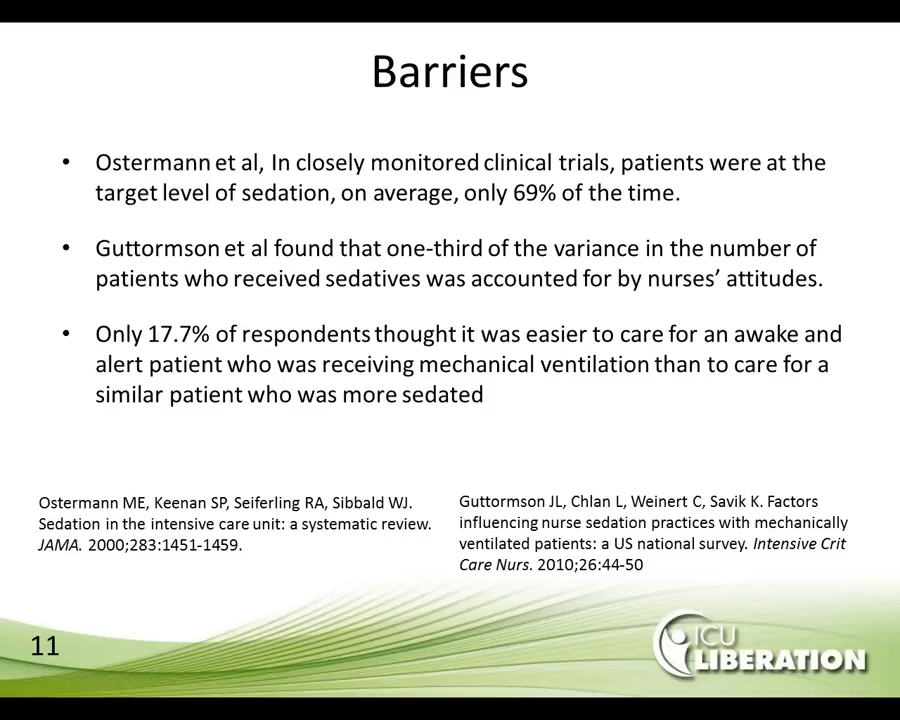 Barriers
• Ostermann et al, In closely monitored clinical trials, patients were at the
target level of sedation, on average, only 69% of the time.
• Guttormson et al found that one-third of the variance in the number of
patients who received sedatives was accounted for by nurses’ attitudes.
• Only 17.7% of respondents thought it was easier to care for an awake and
alert patient who was receiving mechanical ventilation than to care for a
similar patient who was more sedated
Ostermann ME, Keenan SP, Seiferling RA, Sibbald WJ.
Sedation in the intensive care unit: a systematic review.
JAMA. 2000;283:1451-1459.
Guttormson JL, Chlan L, Weinert C, Savik K. Factors
influencing nurse sedation practices with mechanically
ventilated patients: a US national survey. Intensive Crit
Care Nurs. 2010;26:44-50
11
ICU
LIBERATION